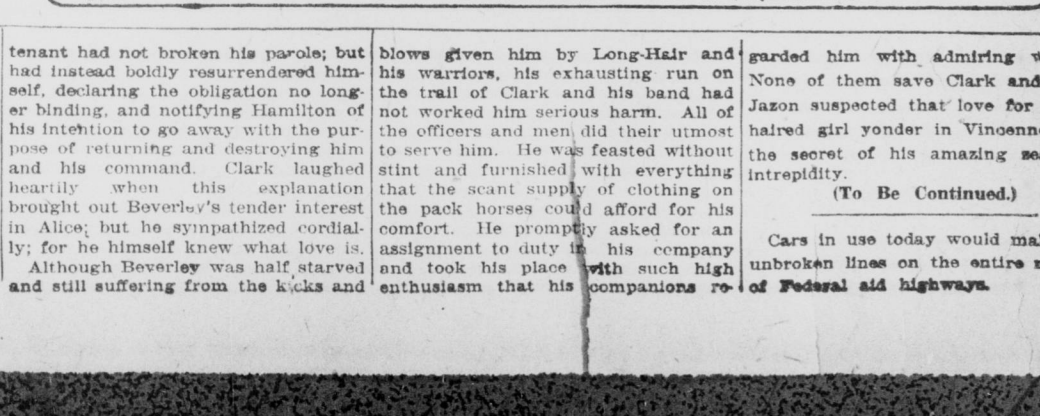 tenant had not broken his parole; but
had instead boldly resurrendered him-
self, declaring the obligation no long-
er binding, and notifying Hamilton of
his intention to go away with the pur-
pose of returning and destroying him
and his command. Clark laughed
heartily when this explanation
brought out Beverley's tender interest
in Alice; but he sympathized cordial-
ly; for he himself knew what love is.
Although Beverley was half starved
and still suffering from the kicks and
blows given him by Long-Hair and
his warriors, his exhausting run on
the trail of Clark and his band had
not worked him serious harm. All of
the officers and men did their utmost
to serve him. He was feasted without
stint and furnished with everything
that the scant supply of clothing on
the pack horses could afford for his
comfort. He promptly asked for an
assignment to duty in his company
and took his place with such high
enthusiasm that his companions re-
garded him with admiring
None of them save Clark and
Jazon suspected that love for
haired girl yonder in
the secret of his amazing
intrepidity.
(To Be Continued.)
Cars in use today would
unbroken lines on the entire
of Federal aid highways.